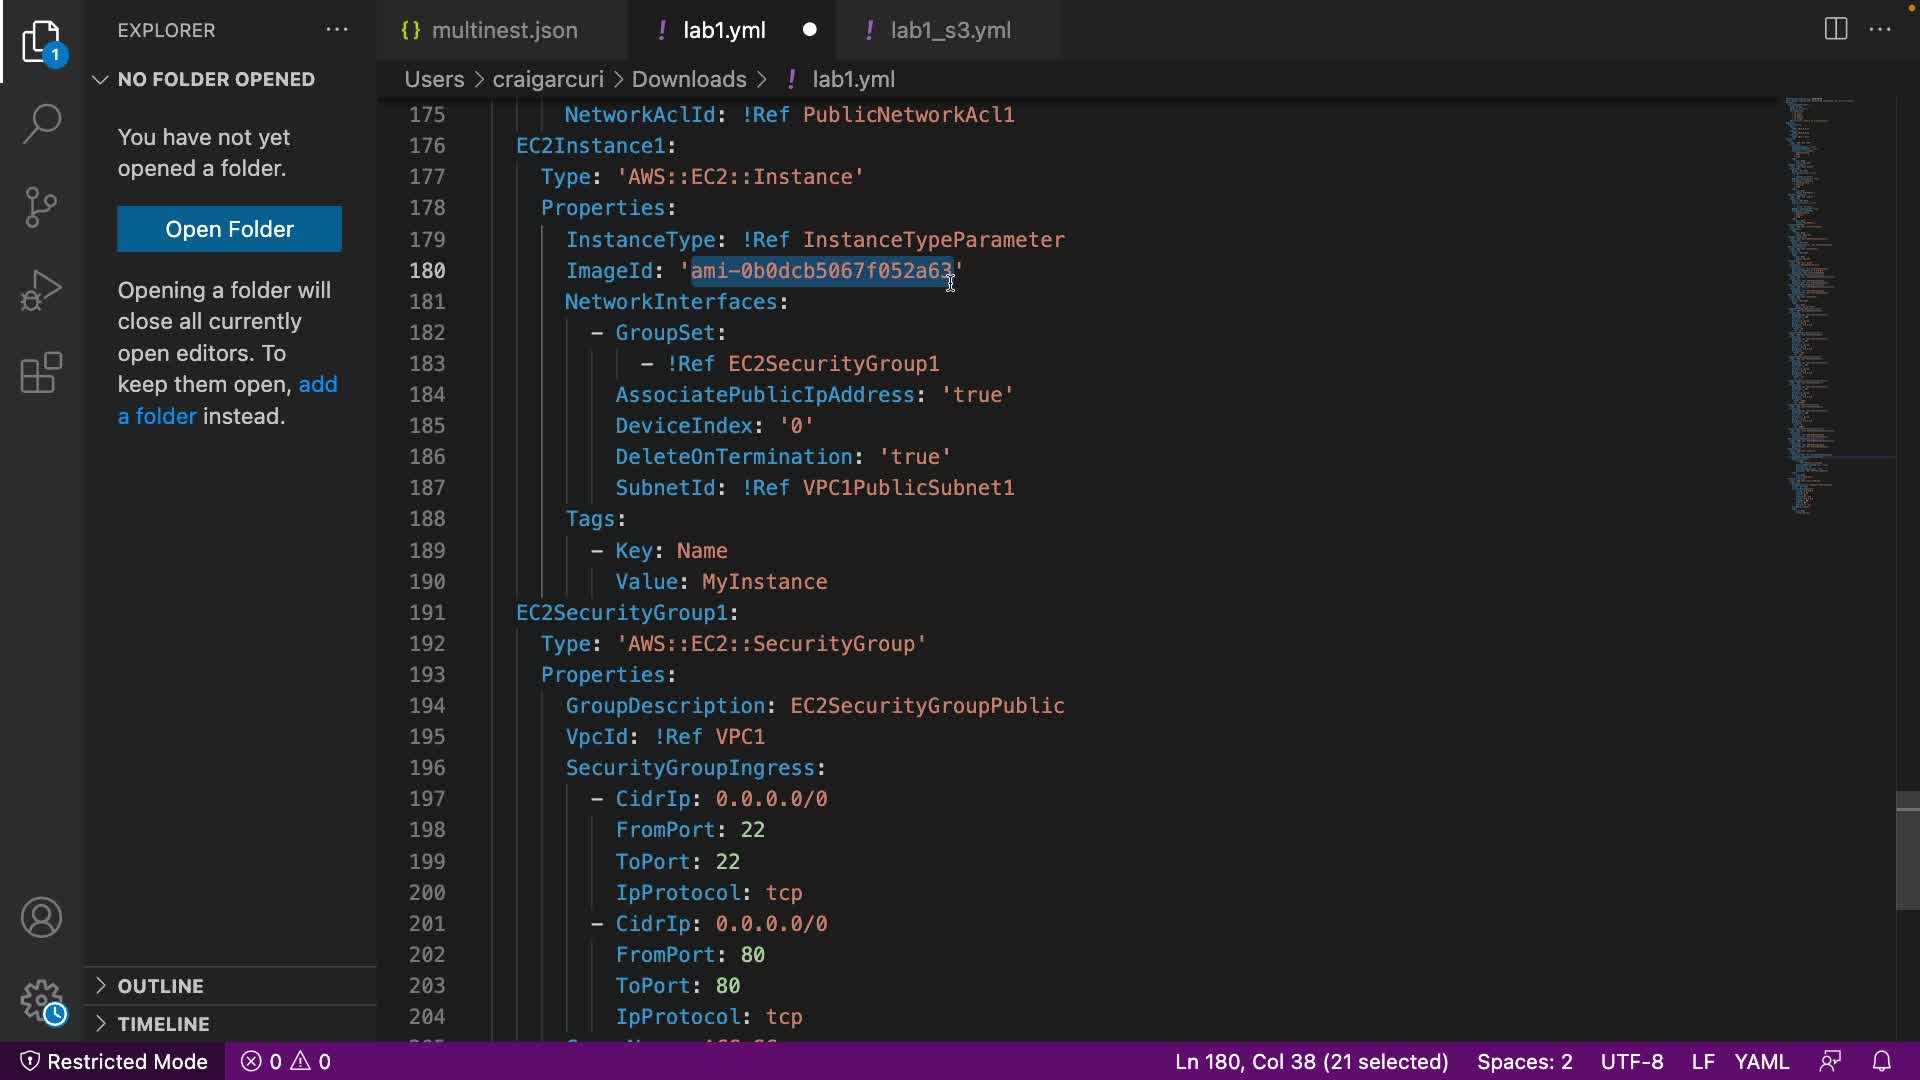 EXPLORER
1
NO FOLDER OPENED
You have not yet
opened a folder.
Open Folder
Opening a folder will
close all currently
open editors. To
keep them open, add
a folder instead.
OUTLINE
TIMELINE
{} multinest.json
! lab1.yml
! lab1_s3.yml
Users > craigarcuri > Downloads > ! lab1.yml
175 NetworkAclId: !Ref PublicNetworkAcl1
176 EC2Instance1:
177 Type: 'AWS::EC2::Instance'
178 Properties:
179 InstanceType: !Ref InstanceTypeParameter
180 ImageId: 'ami-0b0dcb5067f052a63'
181 NetworkInterfaces:
182 - GroupSet:
183 - !Ref EC2SecurityGroup1
184 AssociatePublicIpAddress: 'true'
185 DeviceIndex: '0'
186 DeleteOnTermination: 'true'
187 SubnetId: !Ref VPC1PublicSubnet1
188 Tags:
189 - Key: Name
190 Value: MyInstance
191 EC2SecurityGroup1:
192 Type: 'AWS::EC2::SecurityGroup'
193 Properties:
194 GroupDescription: EC2SecurityGroupPublic
195 VpcId: !Ref VPC1
196 SecurityGroupIngress:
197 - CidrIp: 0.0.0.0/0
198 FromPort: 22
199 ToPort: 22
200 IpProtocol: tcp
201 - CidrIp: 0.0.0.0/0
202 FromPort: 80
203 ToPort: 80
204 IpProtocol: tcp
Restricted Mode
0 0
Ln 180, Col 38 (21 selected)
Spaces: 2
UTF-8
LF
YAML